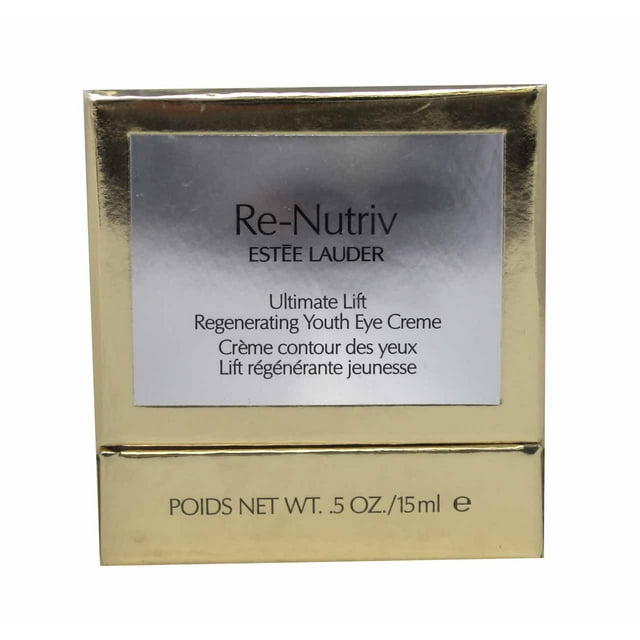 Re-Nutriv
ESTĒE LAUDER
Ultimate Lift
Regenerating Youth Eye Creme
Crème contour des yeux
Lift régénérante jeunesse
POIDS NET WT. .5 OZ./15ml ℮